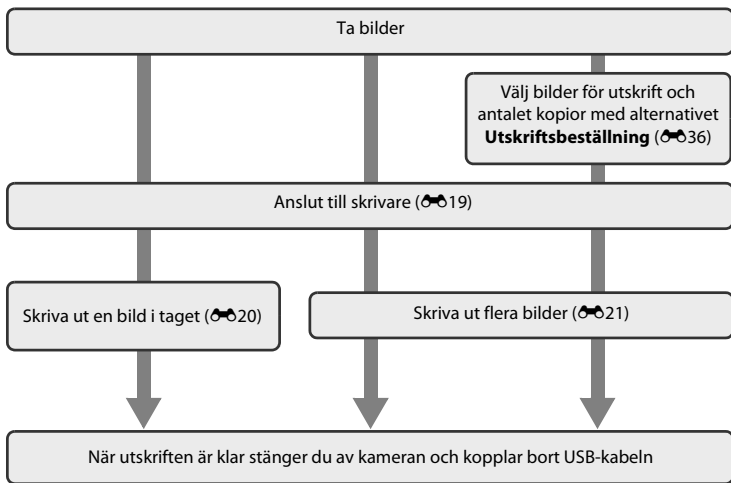 Ta bilder
Välj bilder för utskrift och
antalet kopior med alternativet
Utskriftsbeställning (36)
Anslut till skrivare (19)
Skriva ut en bild i taget (20)
Skriva ut flera bilder (21)
När utskriften är klar stänger du av kameran och kopplar bort USB-kabeln